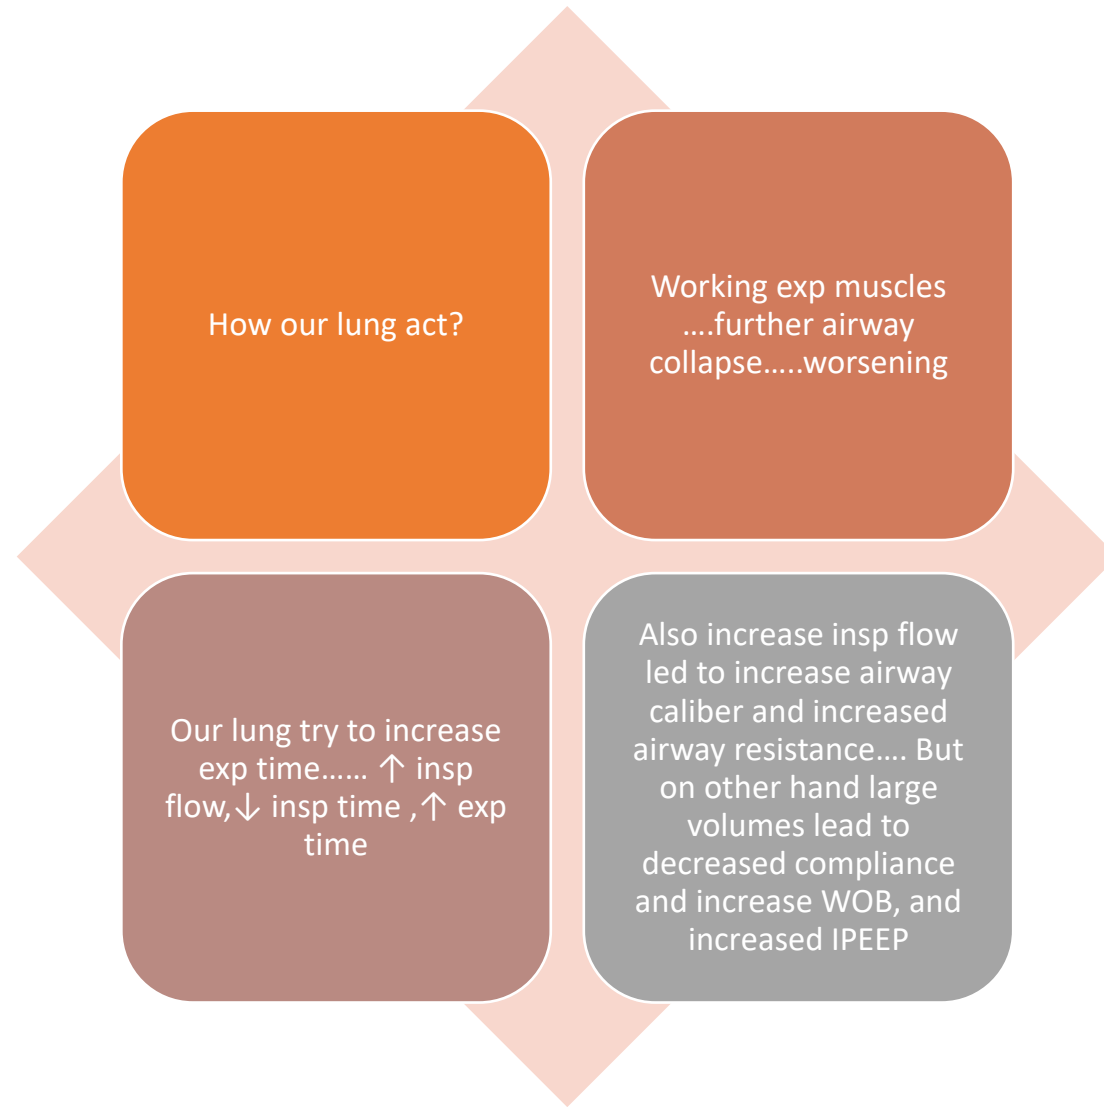 How our lung act?
Working exp muscles
….further airway
collapse…..worsening
Our lung try to increase
exp time…… ↑ insp
flow,↓ insp time ,↑ exp
time
Also increase insp flow
led to increase airway
caliber and increased
airway resistance…. But
on other hand large
volumes lead to
decreased compliance
and increase WOB, and
increased IPEEP